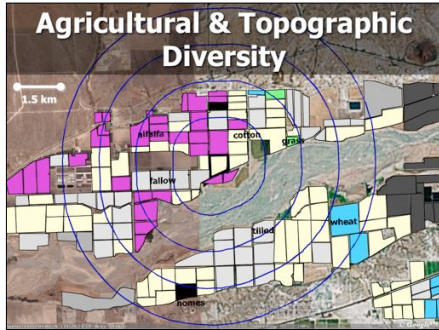 Agricultural & Topographic
Diversity
1.5 km
alfalfa
cotton
grass
fallow
wheat
tilled
homes